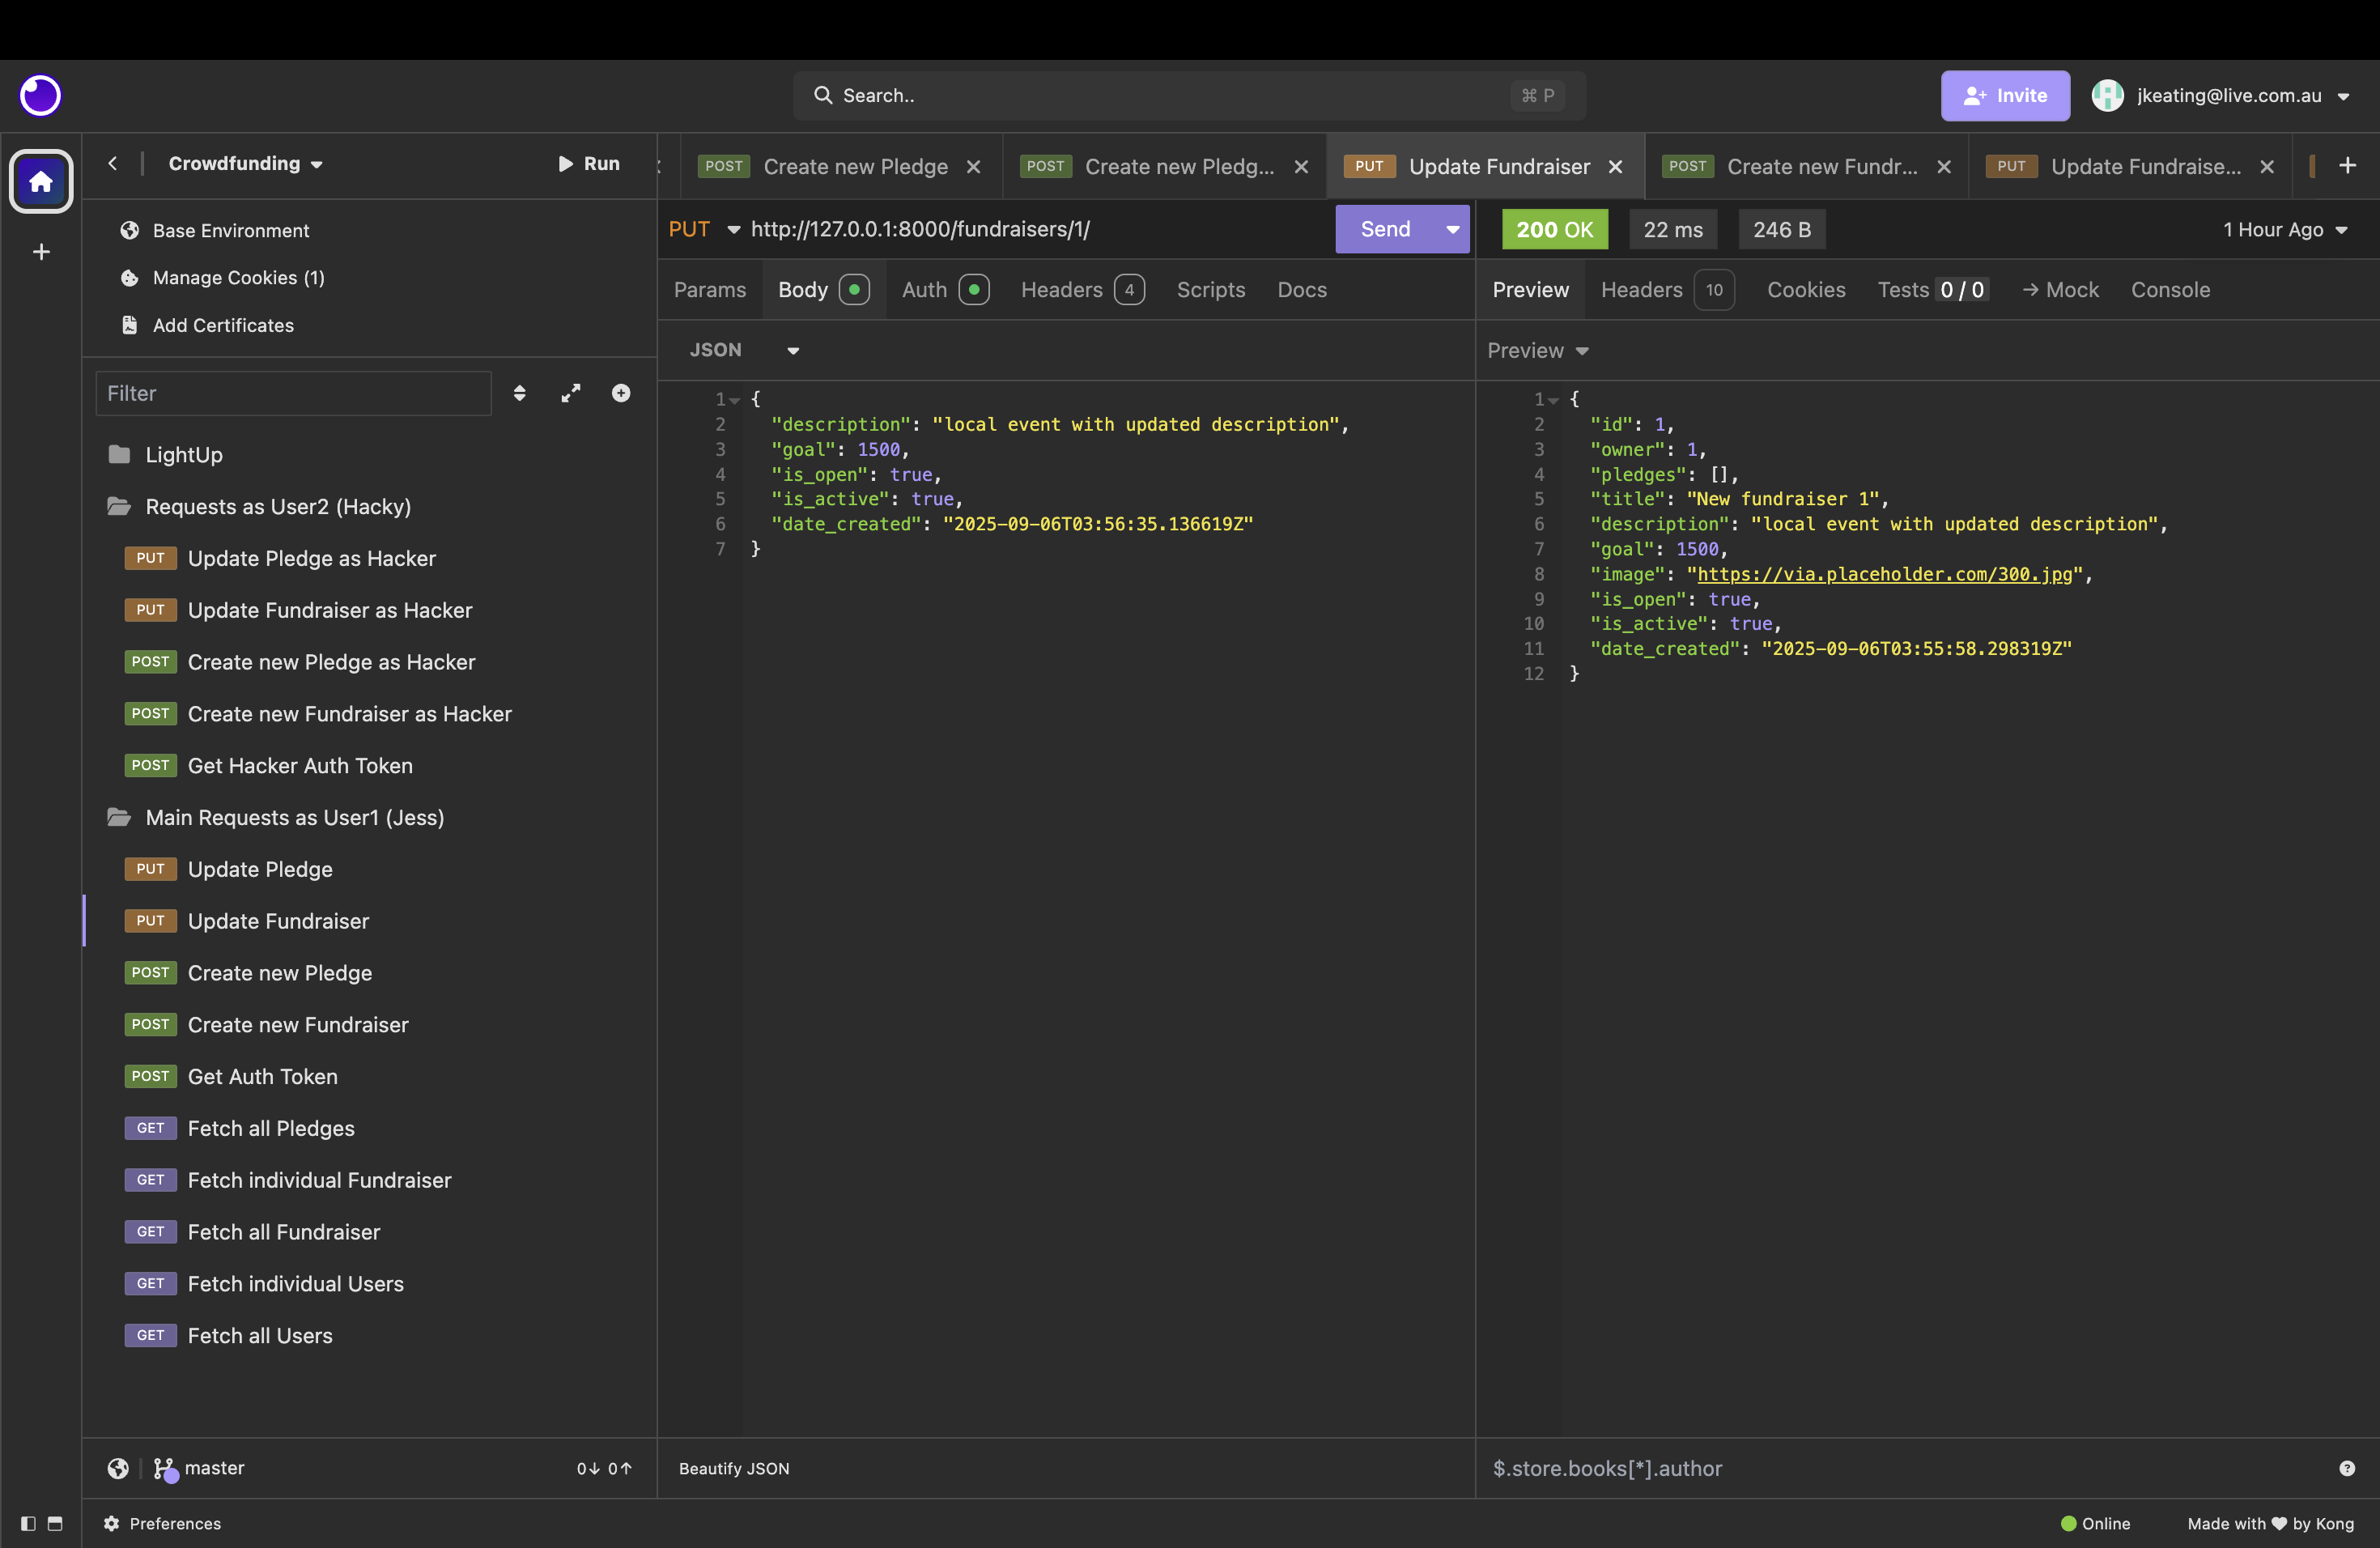 Search..
⌘ P
Invite
jkeating@live.com.au
Crowdfunding
Run
POST Create new Pledge
POST Create new Pledg...
PUT Update Fundraiser
POST Create new Fundr...
PUT Update Fundraise...
Base Environment
Manage Cookies (1)
Add Certificates
Filter
LightUp
Requests as User2 (Hacky)
PUT Update Pledge as Hacker
PUT Update Fundraiser as Hacker
POST Create new Pledge as Hacker
POST Create new Fundraiser as Hacker
POST Get Hacker Auth Token
Main Requests as User1 (Jess)
PUT Update Pledge
PUT Update Fundraiser
POST Create new Pledge
POST Create new Fundraiser
POST Get Auth Token
GET Fetch all Pledges
GET Fetch individual Fundraiser
GET Fetch all Fundraiser
GET Fetch individual Users
GET Fetch all Users
master
0↓ 0↑
PUT http://127.0.0.1:8000/fundraisers/1/
Send
Params Body Auth Headers 4 Scripts Docs
JSON
1 {
2 "description": "local event with updated description",
3 "goal": 1500,
4 "is_open": true,
5 "is_active": true,
6 "date_created": "2025-09-06T03:56:35.136619Z"
7 }
Beautify JSON
200 OK 22 ms 246 B
1 Hour Ago
Preview Headers 10 Cookies Tests 0 / 0 → Mock Console
Preview
1 {
2 "id": 1,
3 "owner": 1,
4 "pledges": [],
5 "title": "New fundraiser 1",
6 "description": "local event with updated description",
7 "goal": 1500,
8 "image": "https://via.placeholder.com/300.jpg",
9 "is_open": true,
10 "is_active": true,
11 "date_created": "2025-09-06T03:55:58.298319Z"
12 }
$.store.books[*].author
Preferences
Online
Made with ♥ by Kong